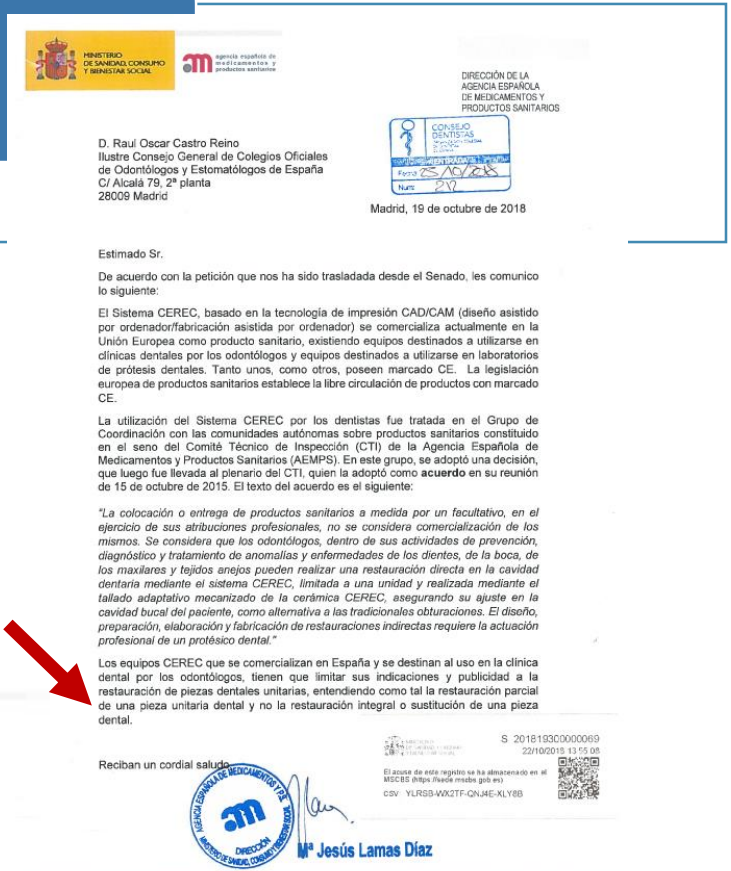 MINISTERIO
DE SANIDAD, CONSUMO
Y BIENESTAR SOCIAL
agencia española de
medicamentos y
productos sanitarios
DIRECCIÓN DE LA
AGENCIA ESPAÑOLA
DE MEDICAMENTOS Y
PRODUCTOS SANITARIOS
CONSEJO
DENTISTAS
ENTRADA
Fecha 25/10/2018
Num: 212
D. Raul Oscar Castro Reino
Ilustre Consejo General de Colegios Oficiales
de Odontólogos y Estomatólogos de España
C/ Alcalá 79, 2ª planta
28009 Madrid
Madrid, 19 de octubre de 2018
Estimado Sr.
De acuerdo con la petición que nos ha sido trasladada desde el Senado, les comunico
lo siguiente:
El Sistema CEREC, basado en la tecnología de impresión CAD/CAM (diseño asistido
por ordenador/fabricación asistida por ordenador) se comercializa actualmente en la
Unión Europea como producto sanitario, existiendo equipos destinados a utilizarse en
clínicas dentales por los odontólogos y equipos destinados a utilizarse en laboratorios
de prótesis dentales. Tanto unos, como otros, poseen marcado CE. La legislación
europea de productos sanitarios establece la libre circulación de productos con marcado
CE.
La utilización del Sistema CEREC por los dentistas fue tratada en el Grupo de
Coordinación con las comunidades autónomas sobre productos sanitarios constituido
en el seno del Comité Técnico de Inspección (CTI) de la Agencia Española de
Medicamentos y Productos Sanitarios (AEMPS). En este grupo, se adoptó una decisión,
que luego fue llevada al plenario del CTI, quien la adoptó como acuerdo en su reunión
de 15 de octubre de 2015. El texto del acuerdo es el siguiente:
"La colocación o entrega de productos sanitarios a medida por un facultativo, en el
ejercicio de sus atribuciones profesionales, no se considera comercialización de los
mismos. Se considera que los odontólogos, dentro de sus actividades de prevención,
diagnóstico y tratamiento de anomalías y enfermedades de los dientes, de la boca, de
los maxilares y tejidos anejos pueden realizar una restauración directa en la cavidad
dentaria mediante el sistema CEREC, limitada a una unidad y realizada mediante el
tallado adaptativo mecanizado de la cerámica CEREC, asegurando su ajuste en la
cavidad bucal del paciente, como alternativa a las tradicionales obturaciones. El diseño,
preparación, elaboración y fabricación de restauraciones indirectas requiere la actuación
profesional de un protésico dental."
Los equipos CEREC que se comercializan en España y se destinan al uso en la clínica
dental por los odontólogos, tienen que limitar sus indicaciones y publicidad a la
restauración de piezas dentales unitarias, entendiendo como tal la restauración parcial
de una pieza unitaria dental y no la restauración integral o sustitución de una pieza
dental.
S 201819300000069
22/10/2015 13 55 08
Reciban un cordial saludo
El acuse de este registro se ha almacenado en el
MSCBS (https://sede msbs gob es)
csv YLRSB-WX2TF-QNJ4E-XLY8B
AGENCIA ESPAÑOLA DE MEDICAMENTOS Y P.S.
DIRECCIÓN
Mª Jesús Lamas Díaz